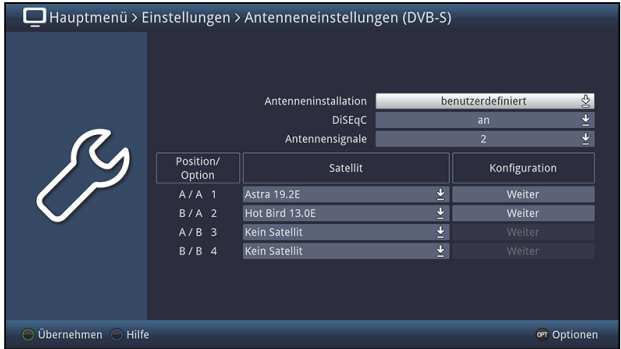 Hauptmenü > Einstellungen > Antenneneinstellungen (DVB-S)
Antenneninstallation benutzerdefiniert
DiSEqC an
Antennensignale 2
Position/
Option Satellit Konfiguration
A / A 1 Astra 19.2E Weiter
B / A 2 Hot Bird 13.0E Weiter
A / B 3 Kein Satellit Weiter
B / B 4 Kein Satellit Weiter
Übernehmen Hilfe OPT Optionen